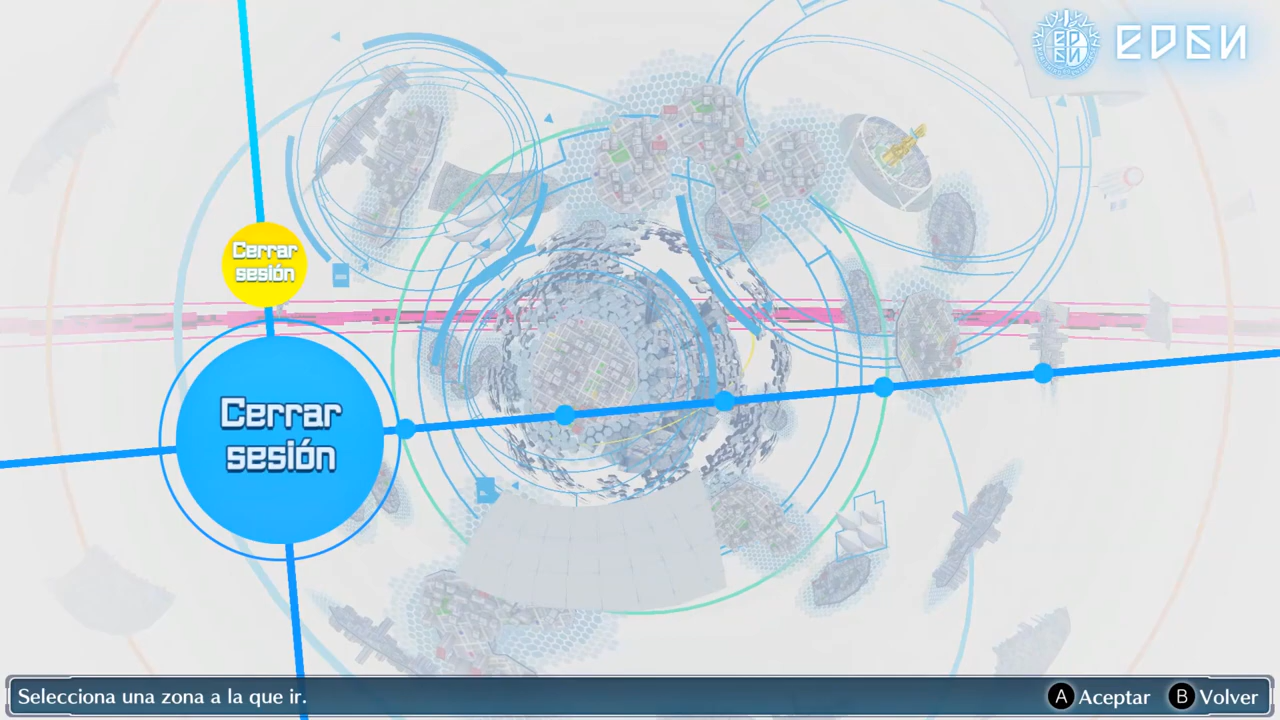 EDEN
Cerrar
sesión
Cerrar
sesión
Selecciona una zona a la que ir.
A Aceptar B Volver